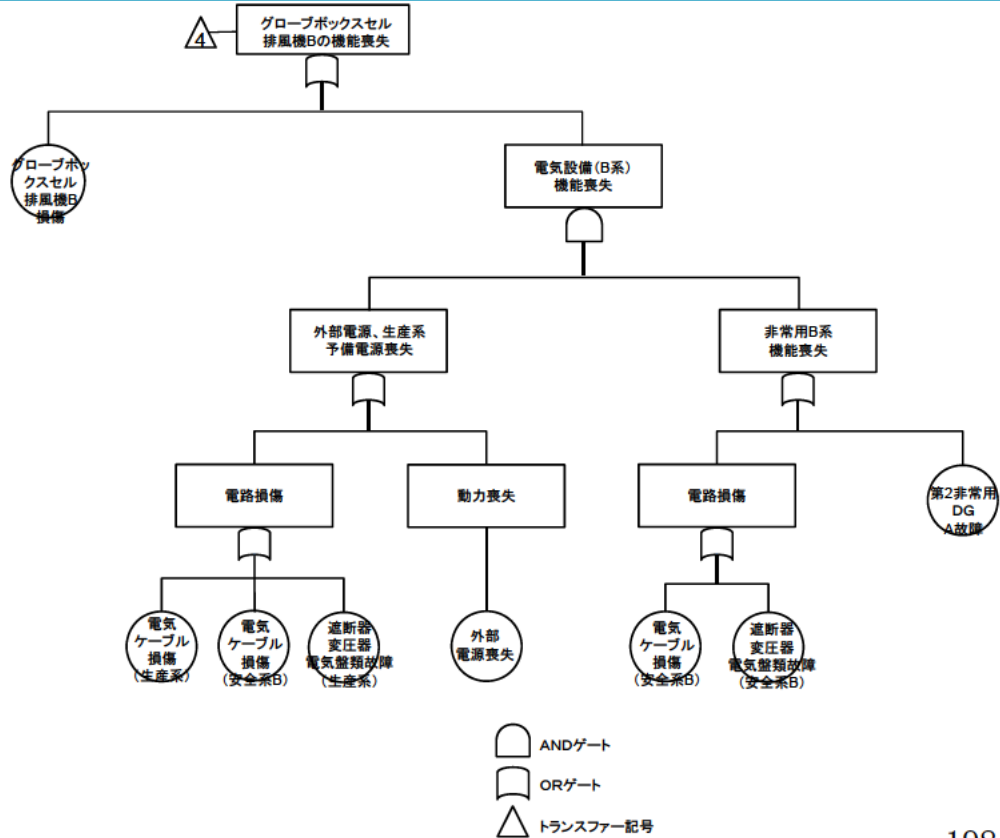 4
グローブボックスセル
排風機Bの機能喪失
グローブボッ
クスセル
排風機B
損傷
電気設備(B系)
機能喪失
外部電源、生産系
予備電源喪失
非常用B系
機能喪失
電路損傷
動力喪失
電路損傷
第2非常用
DG
A故障
電気
ケーブル
損傷
(生産系)
電気
ケーブル
損傷
(安全系B)
遮断器
変圧器
電気盤類故障
(生産系)
外部
電源喪失
電気
ケーブル
損傷
(安全系B)
遮断器
変圧器
電気盤類故障
(安全系B)
ANDゲート
ORゲート
トランスファー記号